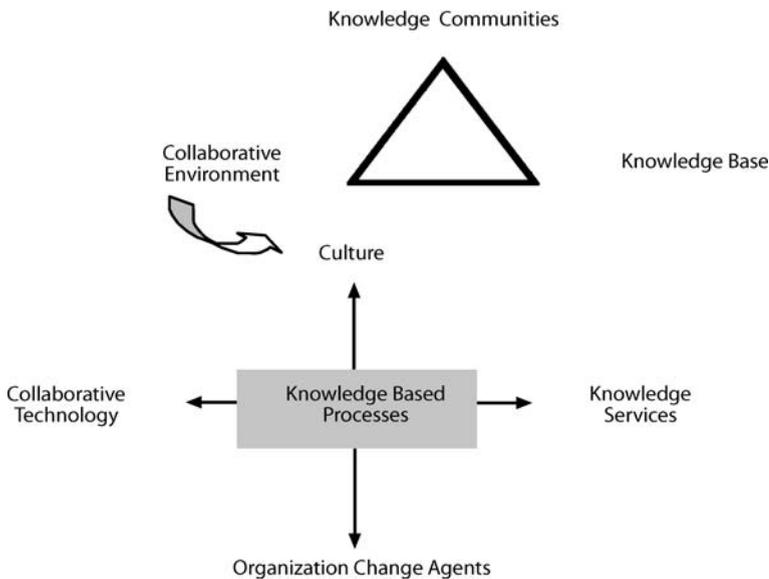 Knowledge Communities
Collaborative
Environment
Knowledge Base
Culture
Collaborative
Technology
Knowledge Based
Processes
Knowledge
Services
Organization Change Agents